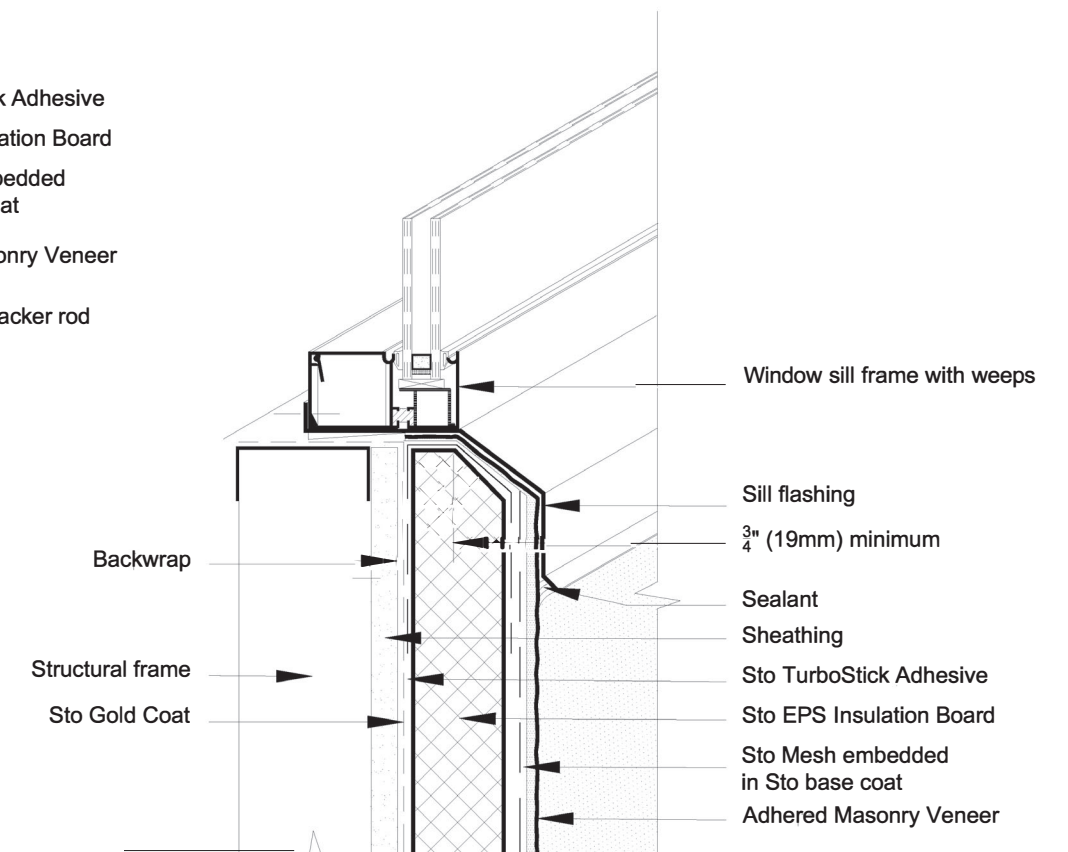 k Adhesive
ation Board
bedded
at
onry Veneer
acker rod
Window sill frame with weeps
Sill flashing
3/4" (19mm) minimum
Backwrap
Sealant
Sheathing
Structural frame
Sto TurboStick Adhesive
Sto Gold Coat
Sto EPS Insulation Board
Sto Mesh embedded
in Sto base coat
Adhered Masonry Veneer